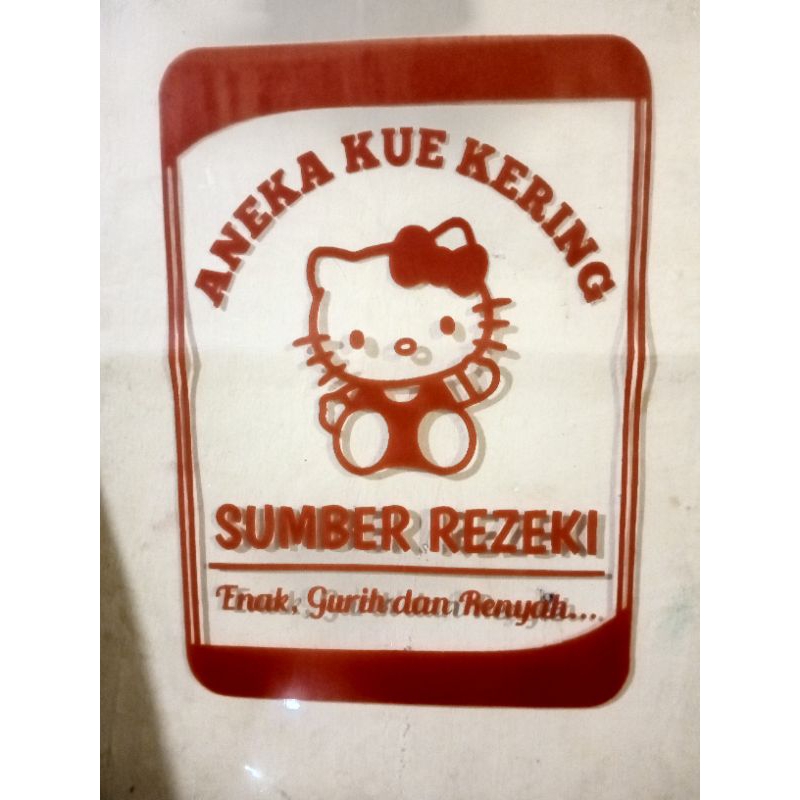 ANEKA KUE KERING
SUMBER REZEKI
Enak, Gurih dan Renyah....